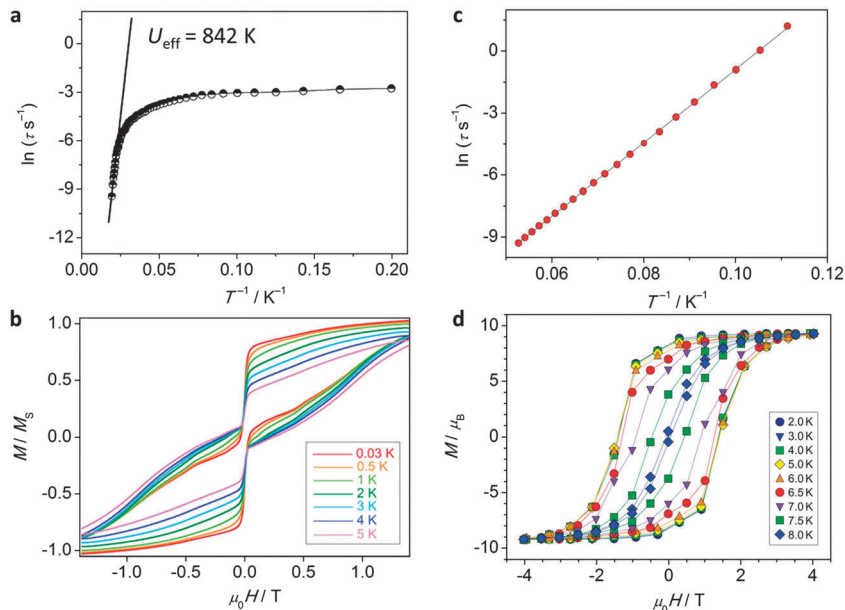 a
U_eff = 842 K
ln (τ s⁻¹)
0
-3
-6
-9
-12
0.00 0.05 0.10 0.15 0.20
T⁻¹ / K⁻¹
c
ln (τ s⁻¹)
0
-3
-6
-9
0.06 0.08 0.10 0.12
T⁻¹ / K⁻¹
b
M / M_S
1.0
0.5
0.0
-0.5
-1.0
0.03 K
0.5 K
1 K
2 K
3 K
4 K
5 K
-1.0 -0.5 0.0 0.5 1.0
μ₀H / T
d
M / μ_B
10
5
0
-5
-10
2.0 K
3.0 K
4.0 K
5.0 K
6.0 K
6.5 K
7.0 K
7.5 K
8.0 K
-4 -2 0 2 4
μ₀H / T